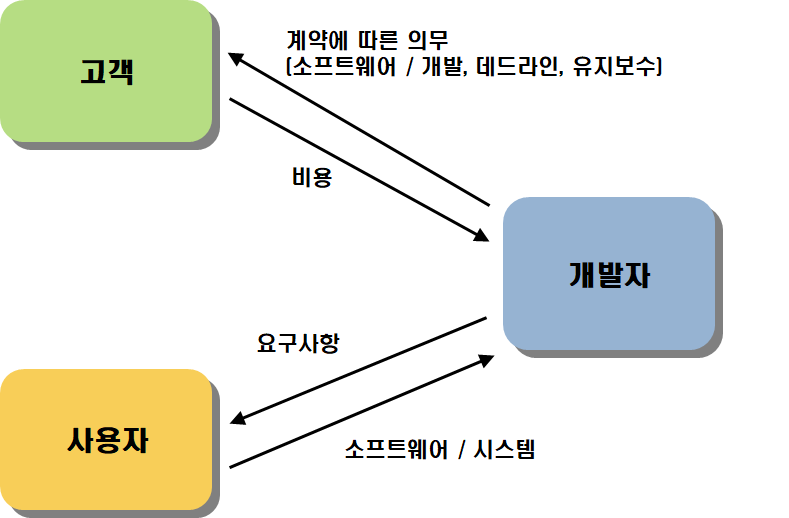 고객
계약에 따른 의무
(소프트웨어 / 개발, 데드라인, 유지보수)
비용
개발자
요구사항
사용자
소프트웨어 / 시스템